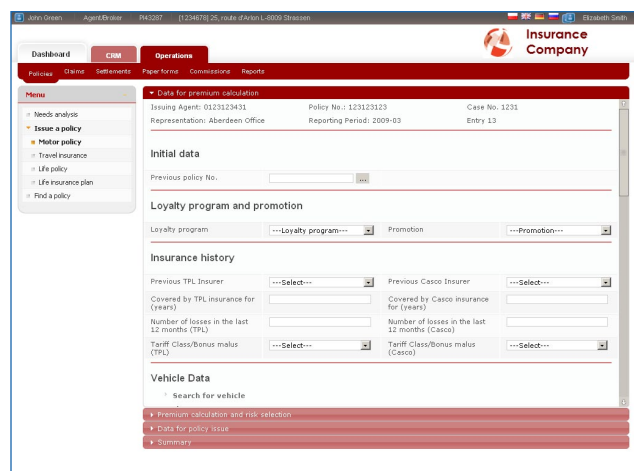 John Green Agent/Broker PI43287 [1234678] 25, route d'Arlon L-8009 Strassen Elizabeth Smith
Insurance
Company
Dashboard CRM Operations
Policies Claims Settlements Paper forms Commissions Reports
Menu
Needs analysis
Issue a policy
Motor policy
Travel insurance
Life policy
Life insurance plan
Find a policy
Data for premium calculation
Issuing Agent: 0123123431 Policy No.: 123123123 Case No. 1231
Representation: Aberdeen Office Reporting Period: 2009-03 Entry 13
Initial data
Previous policy No. ...
Loyalty program and promotion
Loyalty program ---Loyalty program--- Promotion ---Promotion---
Insurance history
Previous TPL Insurer ---Select--- Previous Casco Insurer ---Select---
Covered by TPL insurance for (years) Covered by Casco insurance for (years)
Number of losses in the last 12 months (TPL) Number of losses in the last 12 months (Casco)
Tariff Class/Bonus malus (TPL) ---Select--- Tariff Class/Bonus malus (Casco) ---Select---
Vehicle Data
Search for vehicle
Premium calculation and risk selection
Data for policy issue
Summary